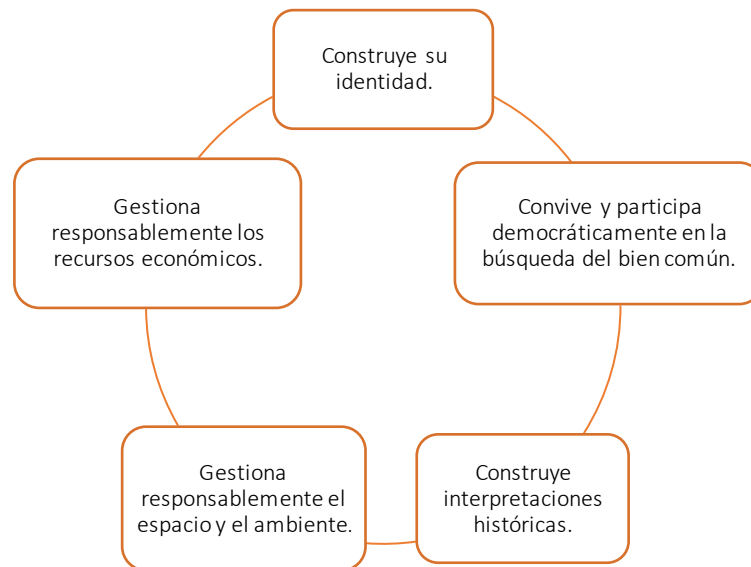 Construye su
identidad.
Convive y participa
democráticamente en la
búsqueda del bien común.
Construye
interpretaciones
históricas.
Gestiona
responsablemente el
espacio y el ambiente.
Gestiona
responsablemente los
recursos económicos.